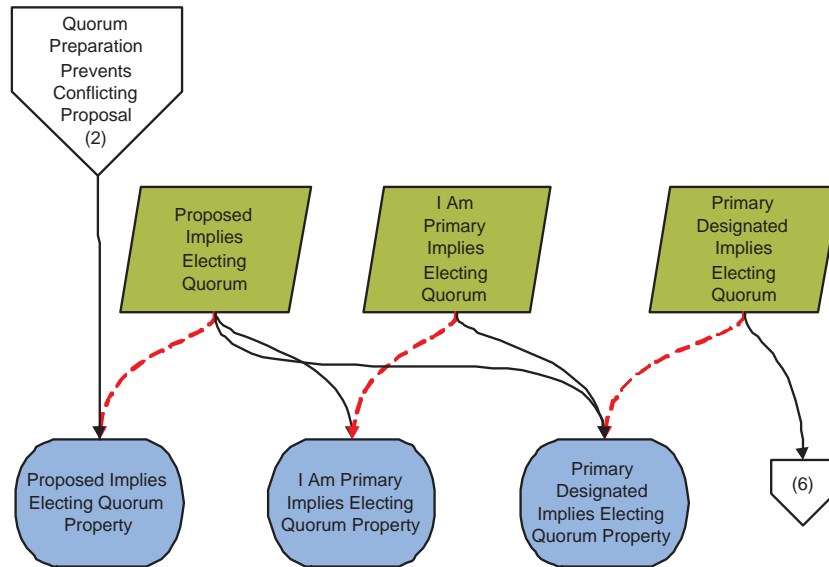 Quorum
Preparation
Prevents
Conflicting
Proposal
(2)
Proposed
Implies
Electing
Quorum
I Am
Primary
Implies
Electing
Quorum
Primary
Designated
Implies
Electing
Quorum
Proposed Implies
Electing Quorum
Property
I Am Primary
Implies Electing
Quorum Property
Primary
Designated
Implies Electing
Quorum Property
(6)